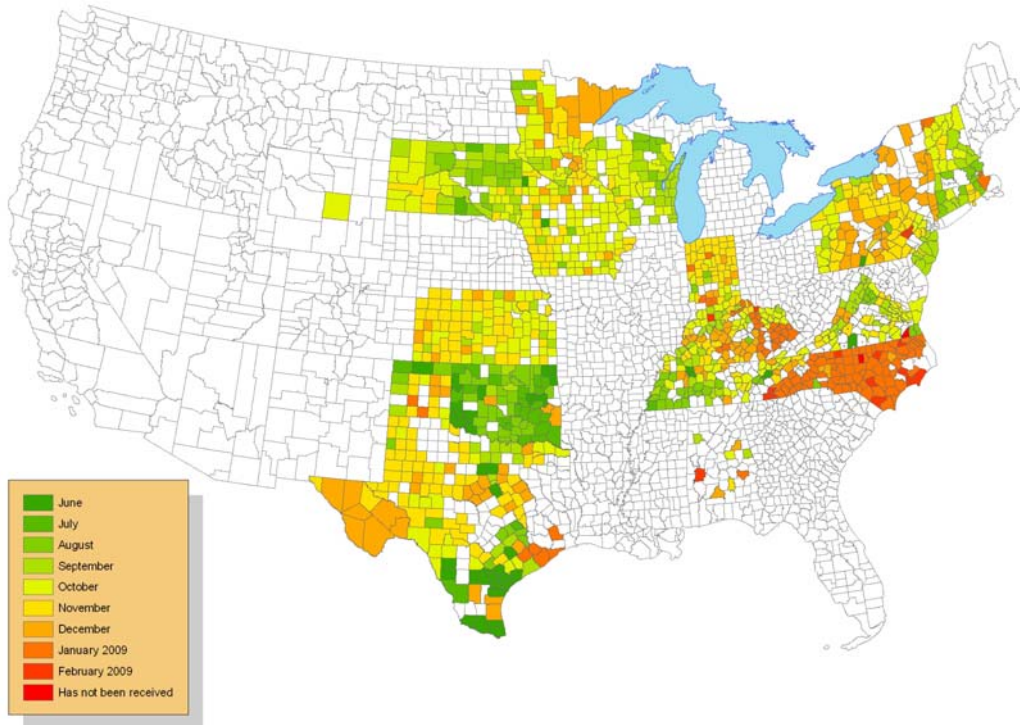 June
July
August
September
October
November
December
January 2009
February 2009
Has not been received